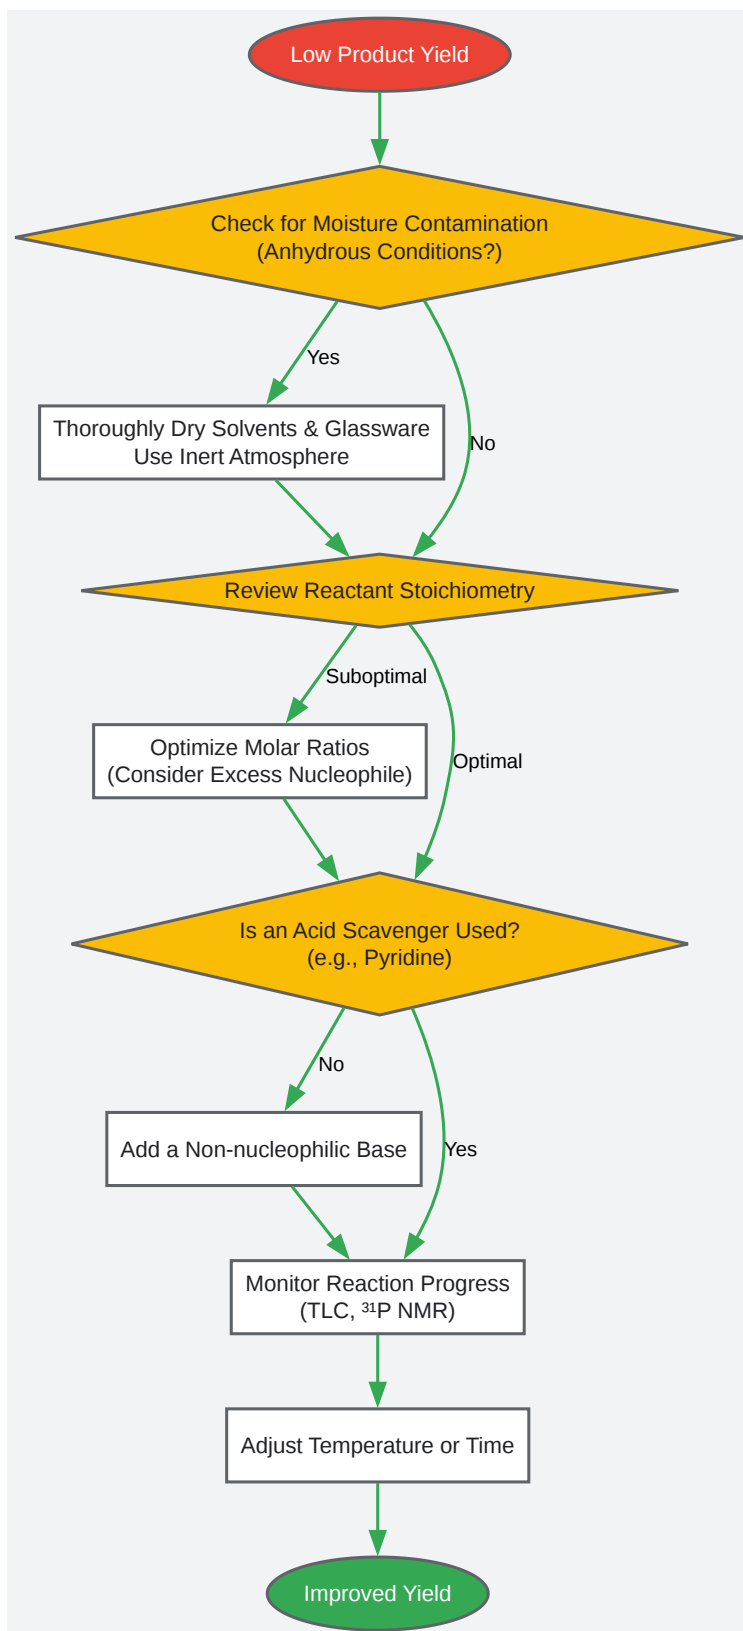 Low Product Yield
Check for Moisture Contamination
(Anhydrous Conditions?)
Yes
Thoroughly Dry Solvents & Glassware
Use Inert Atmosphere
No
Review Reactant Stoichiometry
Suboptimal
Optimize Molar Ratios
(Consider Excess Nucleophile)
Optimal
Is an Acid Scavenger Used?
(e.g., Pyridine)
No
Add a Non-nucleophilic Base
Yes
Monitor Reaction Progress
(TLC, ³¹P NMR)
Adjust Temperature or Time
Improved Yield